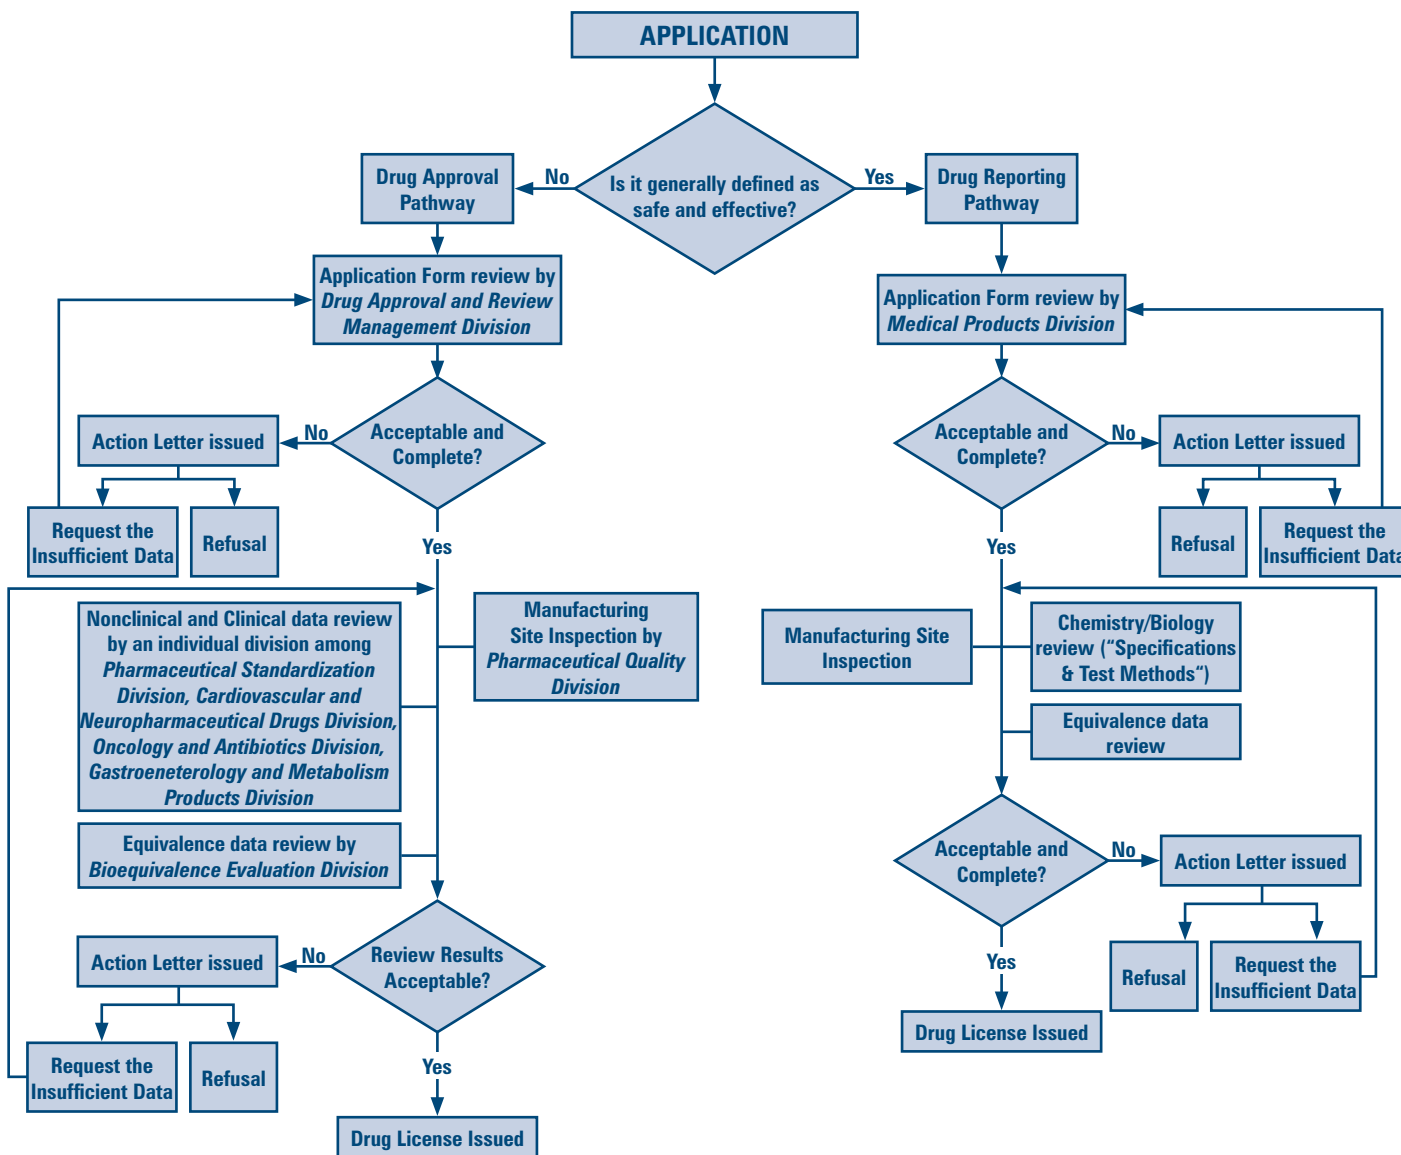 APPLICATION
Is it generally defined as
safe and effective?
No
Yes
Drug Approval
Pathway
Drug Reporting
Pathway
Application Form review by
Drug Approval and Review
Management Division
Application Form review by
Medical Products Division
Acceptable and
Complete?
No
Action Letter issued
Request the
Insufficient Data
Refusal
Yes
Acceptable and
Complete?
No
Action Letter issued
Refusal
Request the
Insufficient Data
Yes
Nonclinical and Clinical data review
by an individual division among
Pharmaceutical Standardization
Division, Cardiovascular and
Neuropharmaceutical Drugs Division,
Oncology and Antibiotics Division,
Gastroeneterology and Metabolism
Products Division
Manufacturing
Site Inspection by
Pharmaceutical Quality
Division
Equivalence data review by
Bioequivalence Evaluation Division
Manufacturing Site
Inspection
Chemistry/Biology
review (“Specifications
& Test Methods“)
Equivalence data
review
Review Results
Acceptable?
No
Action Letter issued
Request the
Insufficient Data
Refusal
Yes
Drug License Issued
Acceptable and
Complete?
No
Action Letter issued
Refusal
Request the
Insufficient Data
Yes
Drug License Issued